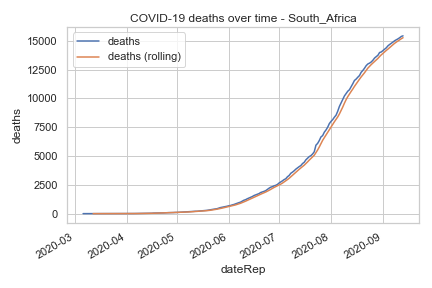 COVID-19 deaths over time - South_Africa
deaths
deaths (rolling)
15000
12500
10000
7500
5000
2500
0
deaths
2020-03
2020-04
2020-05
2020-06
2020-07
2020-08
2020-09
dateRep